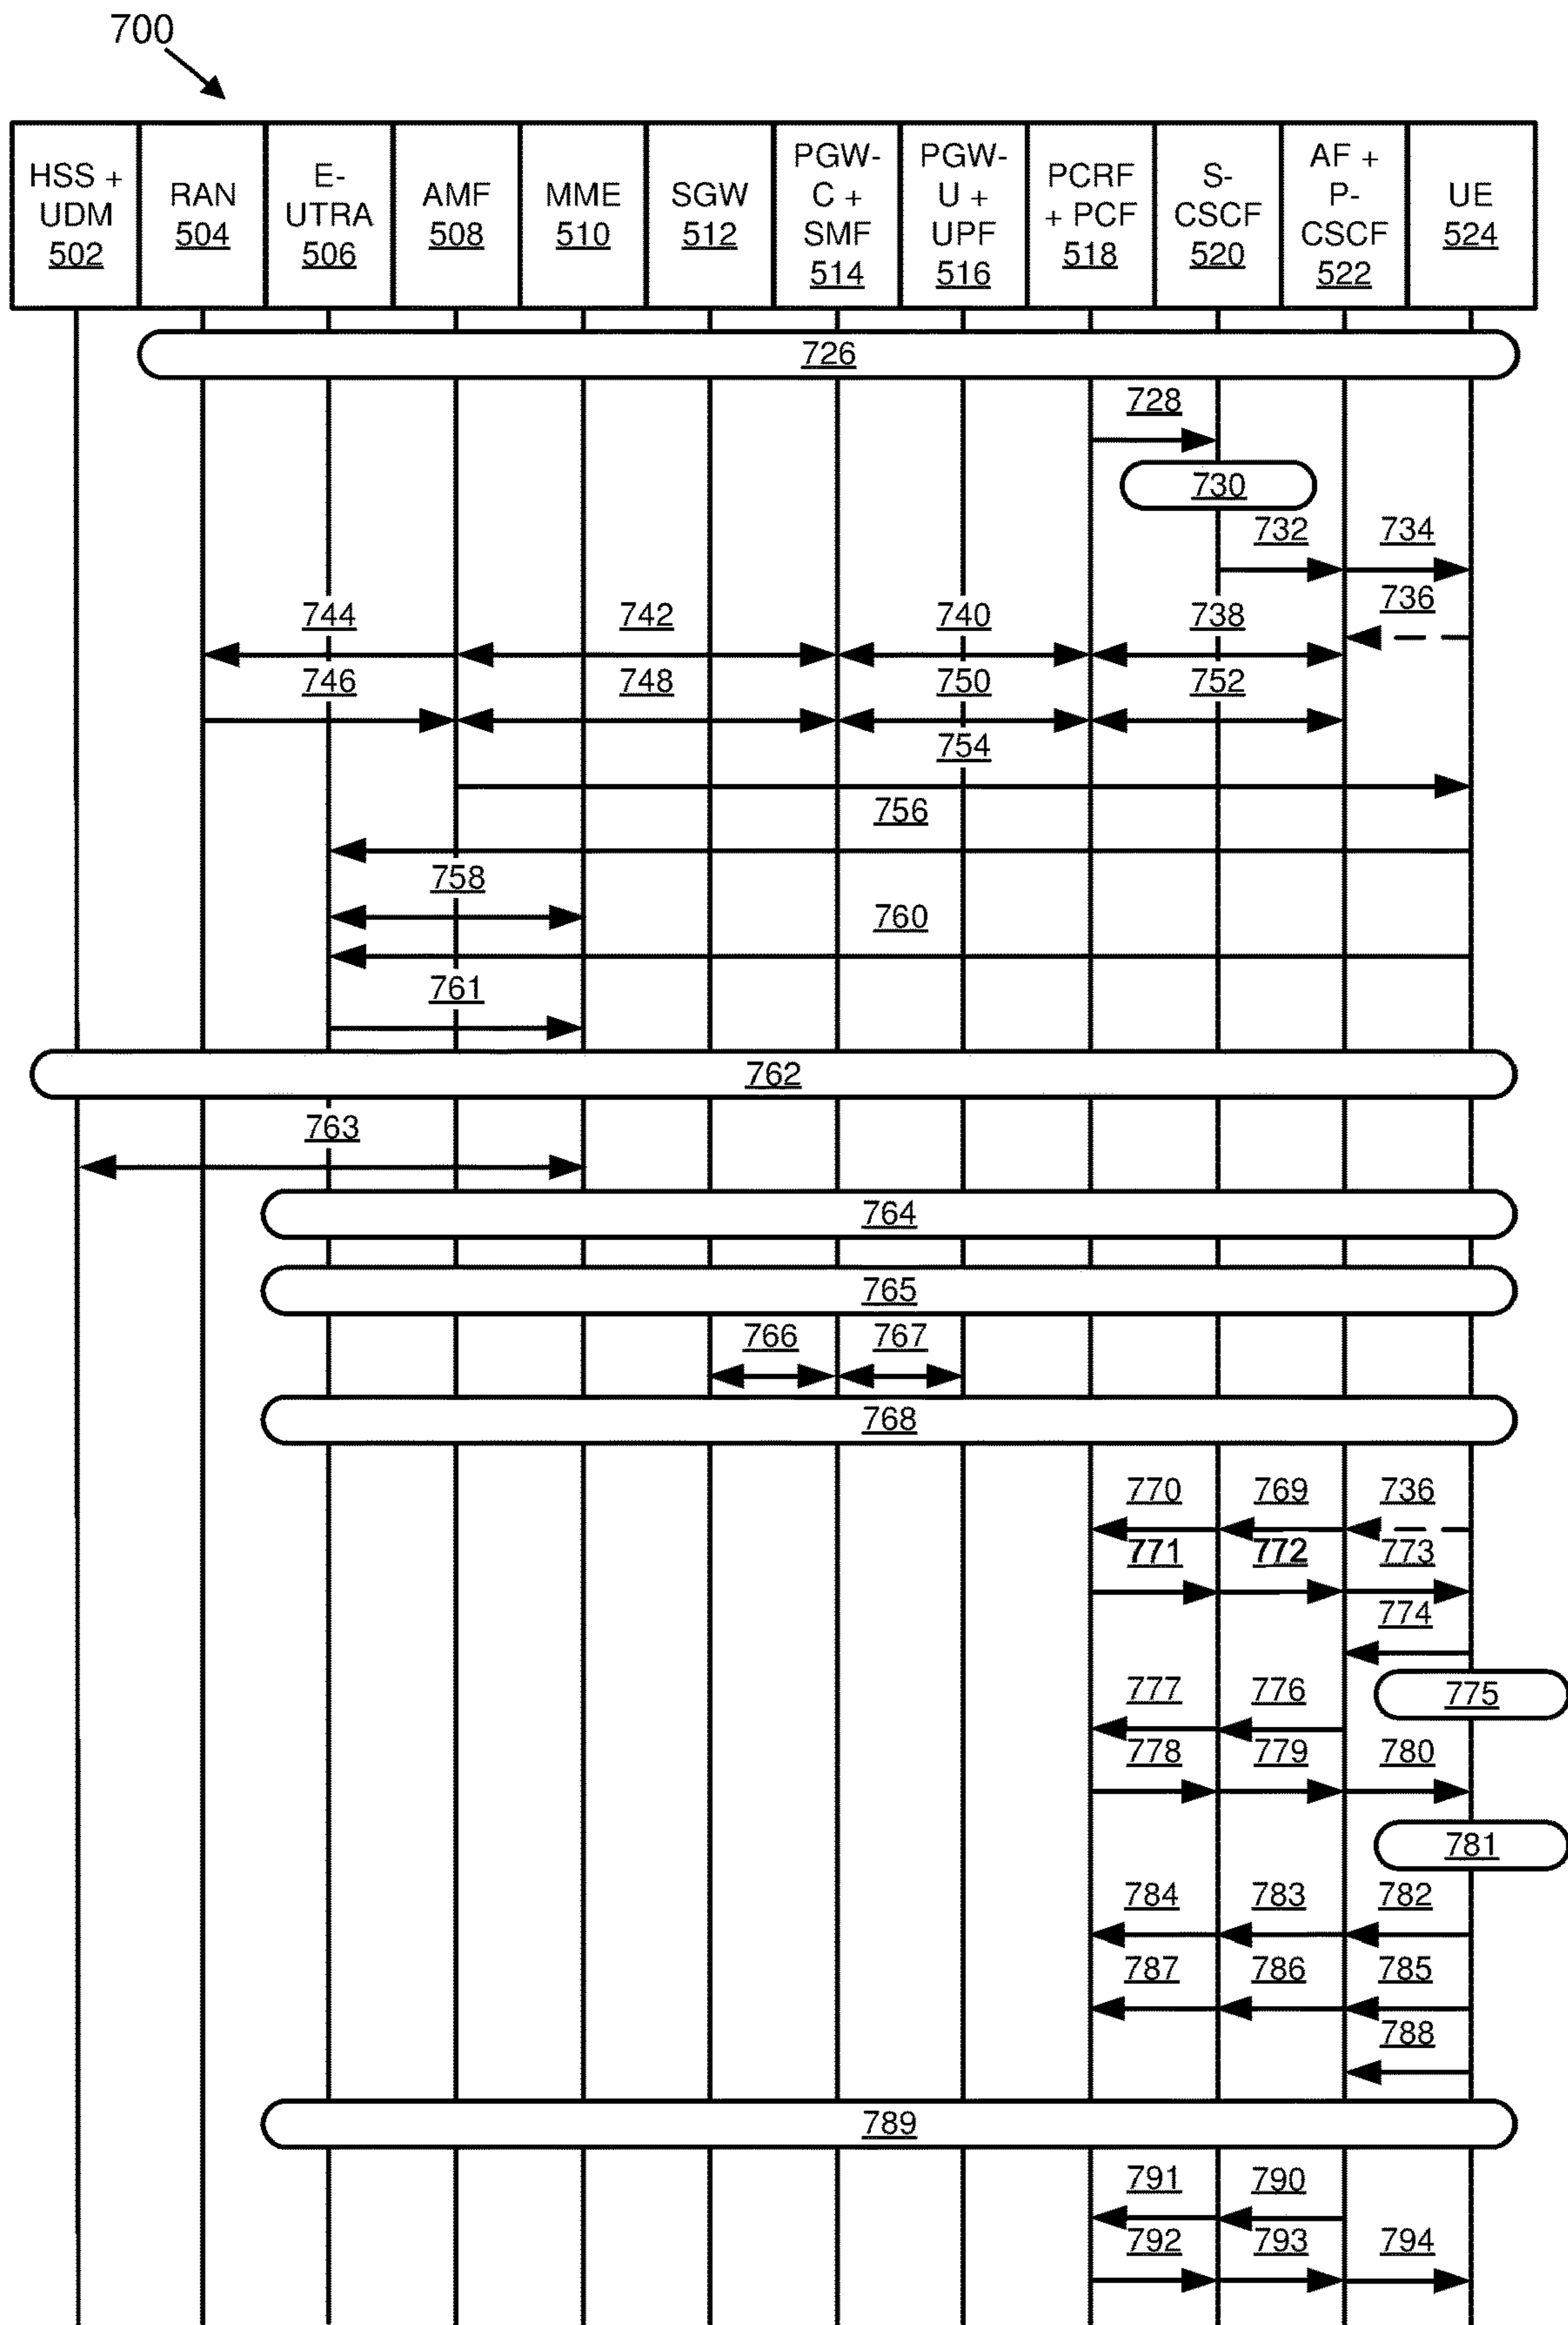 700
HSS +
UDM
502
RAN
504
E-
UTRA
506
AMF
508
MME
510
SGW
512
PGW-
C +
SMF
514
PGW-
U +
UPF
516
PCRF
+ PCF
518
S-
CSCF
520
AF +
P-
CSCF
522
UE
524
726
728
730
732 734
736
744 742 740 738
746 748 750 752
754
756
758
760
761
762
763
764
765
766 767
768
770 769 736
771 772 773
774
775
777 776
778 779 780
781
784 783 782
787 786 785
788
789
791 790
792 793 794